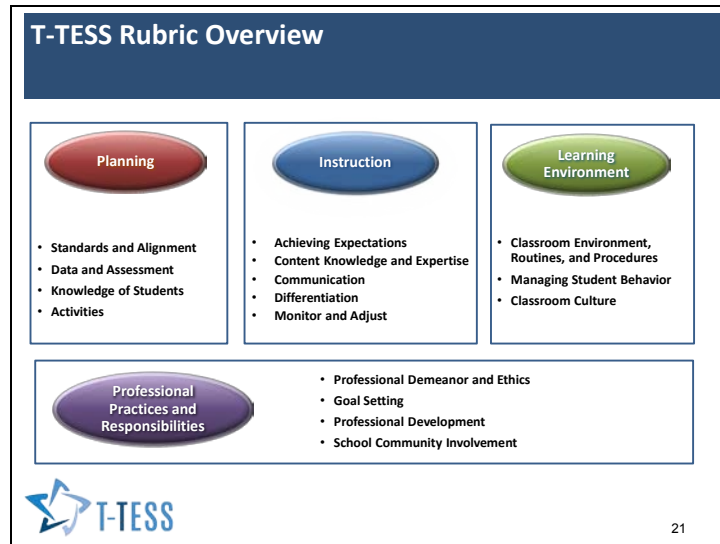 T-TESS Rubric Overview
Planning
• Standards and Alignment
• Data and Assessment
• Knowledge of Students
• Activities
Instruction
• Achieving Expectations
• Content Knowledge and Expertise
• Communication
• Differentiation
• Monitor and Adjust
Learning
Environment
• Classroom Environment,
Routines, and Procedures
• Managing Student Behavior
• Classroom Culture
Professional
Practices and
Responsibilities
• Professional Demeanor and Ethics
• Goal Setting
• Professional Development
• School Community Involvement
T-TESS
21